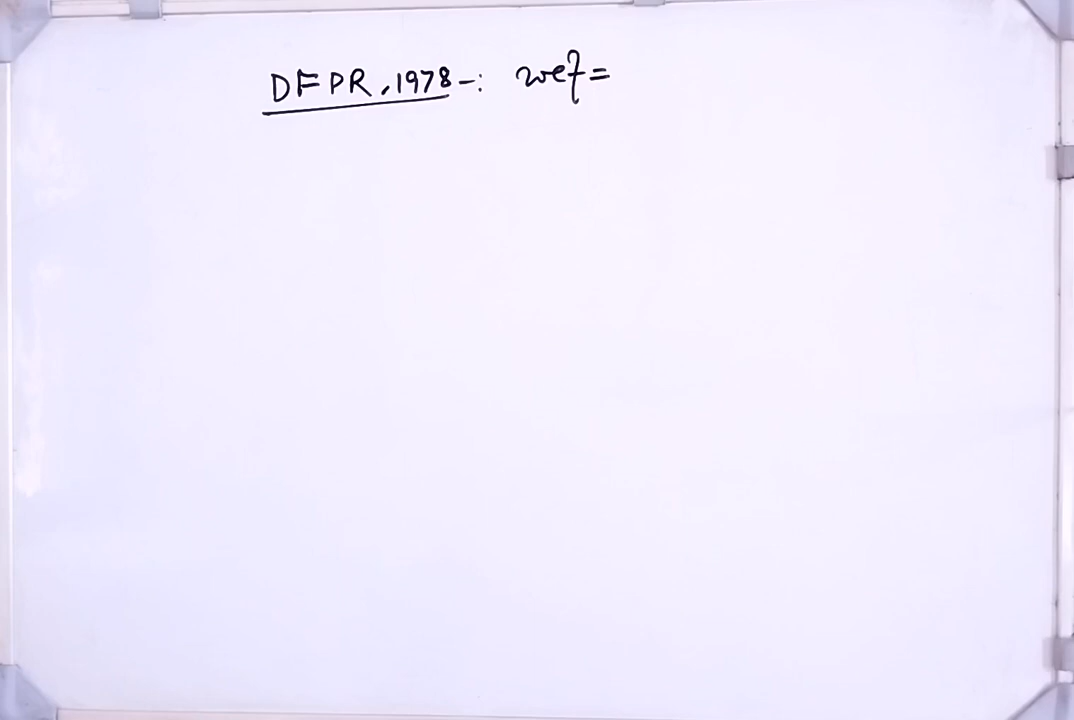 DFPR, 1978 -: wef =